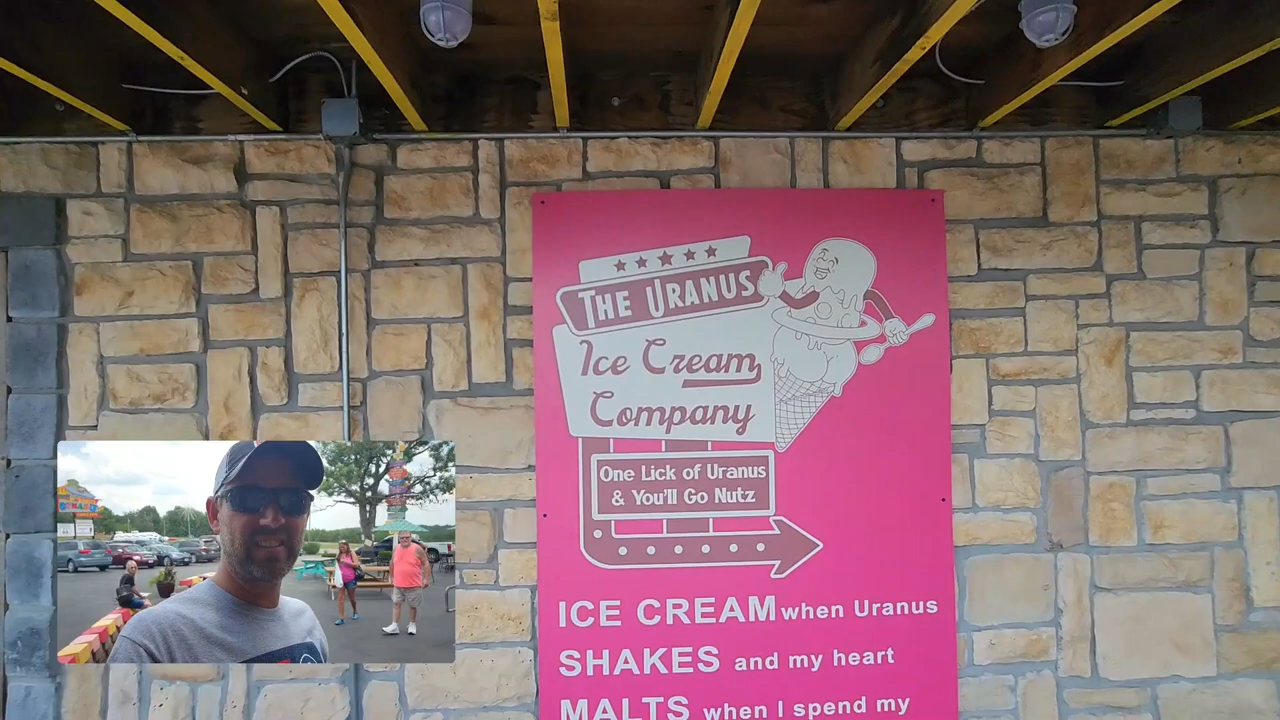 THE URANUS
Ice Cream
Company
One Lick of Uranus
& You'll Go Nutz
ICE CREAM when Uranus
SHAKES and my heart
MALTS when I spend my